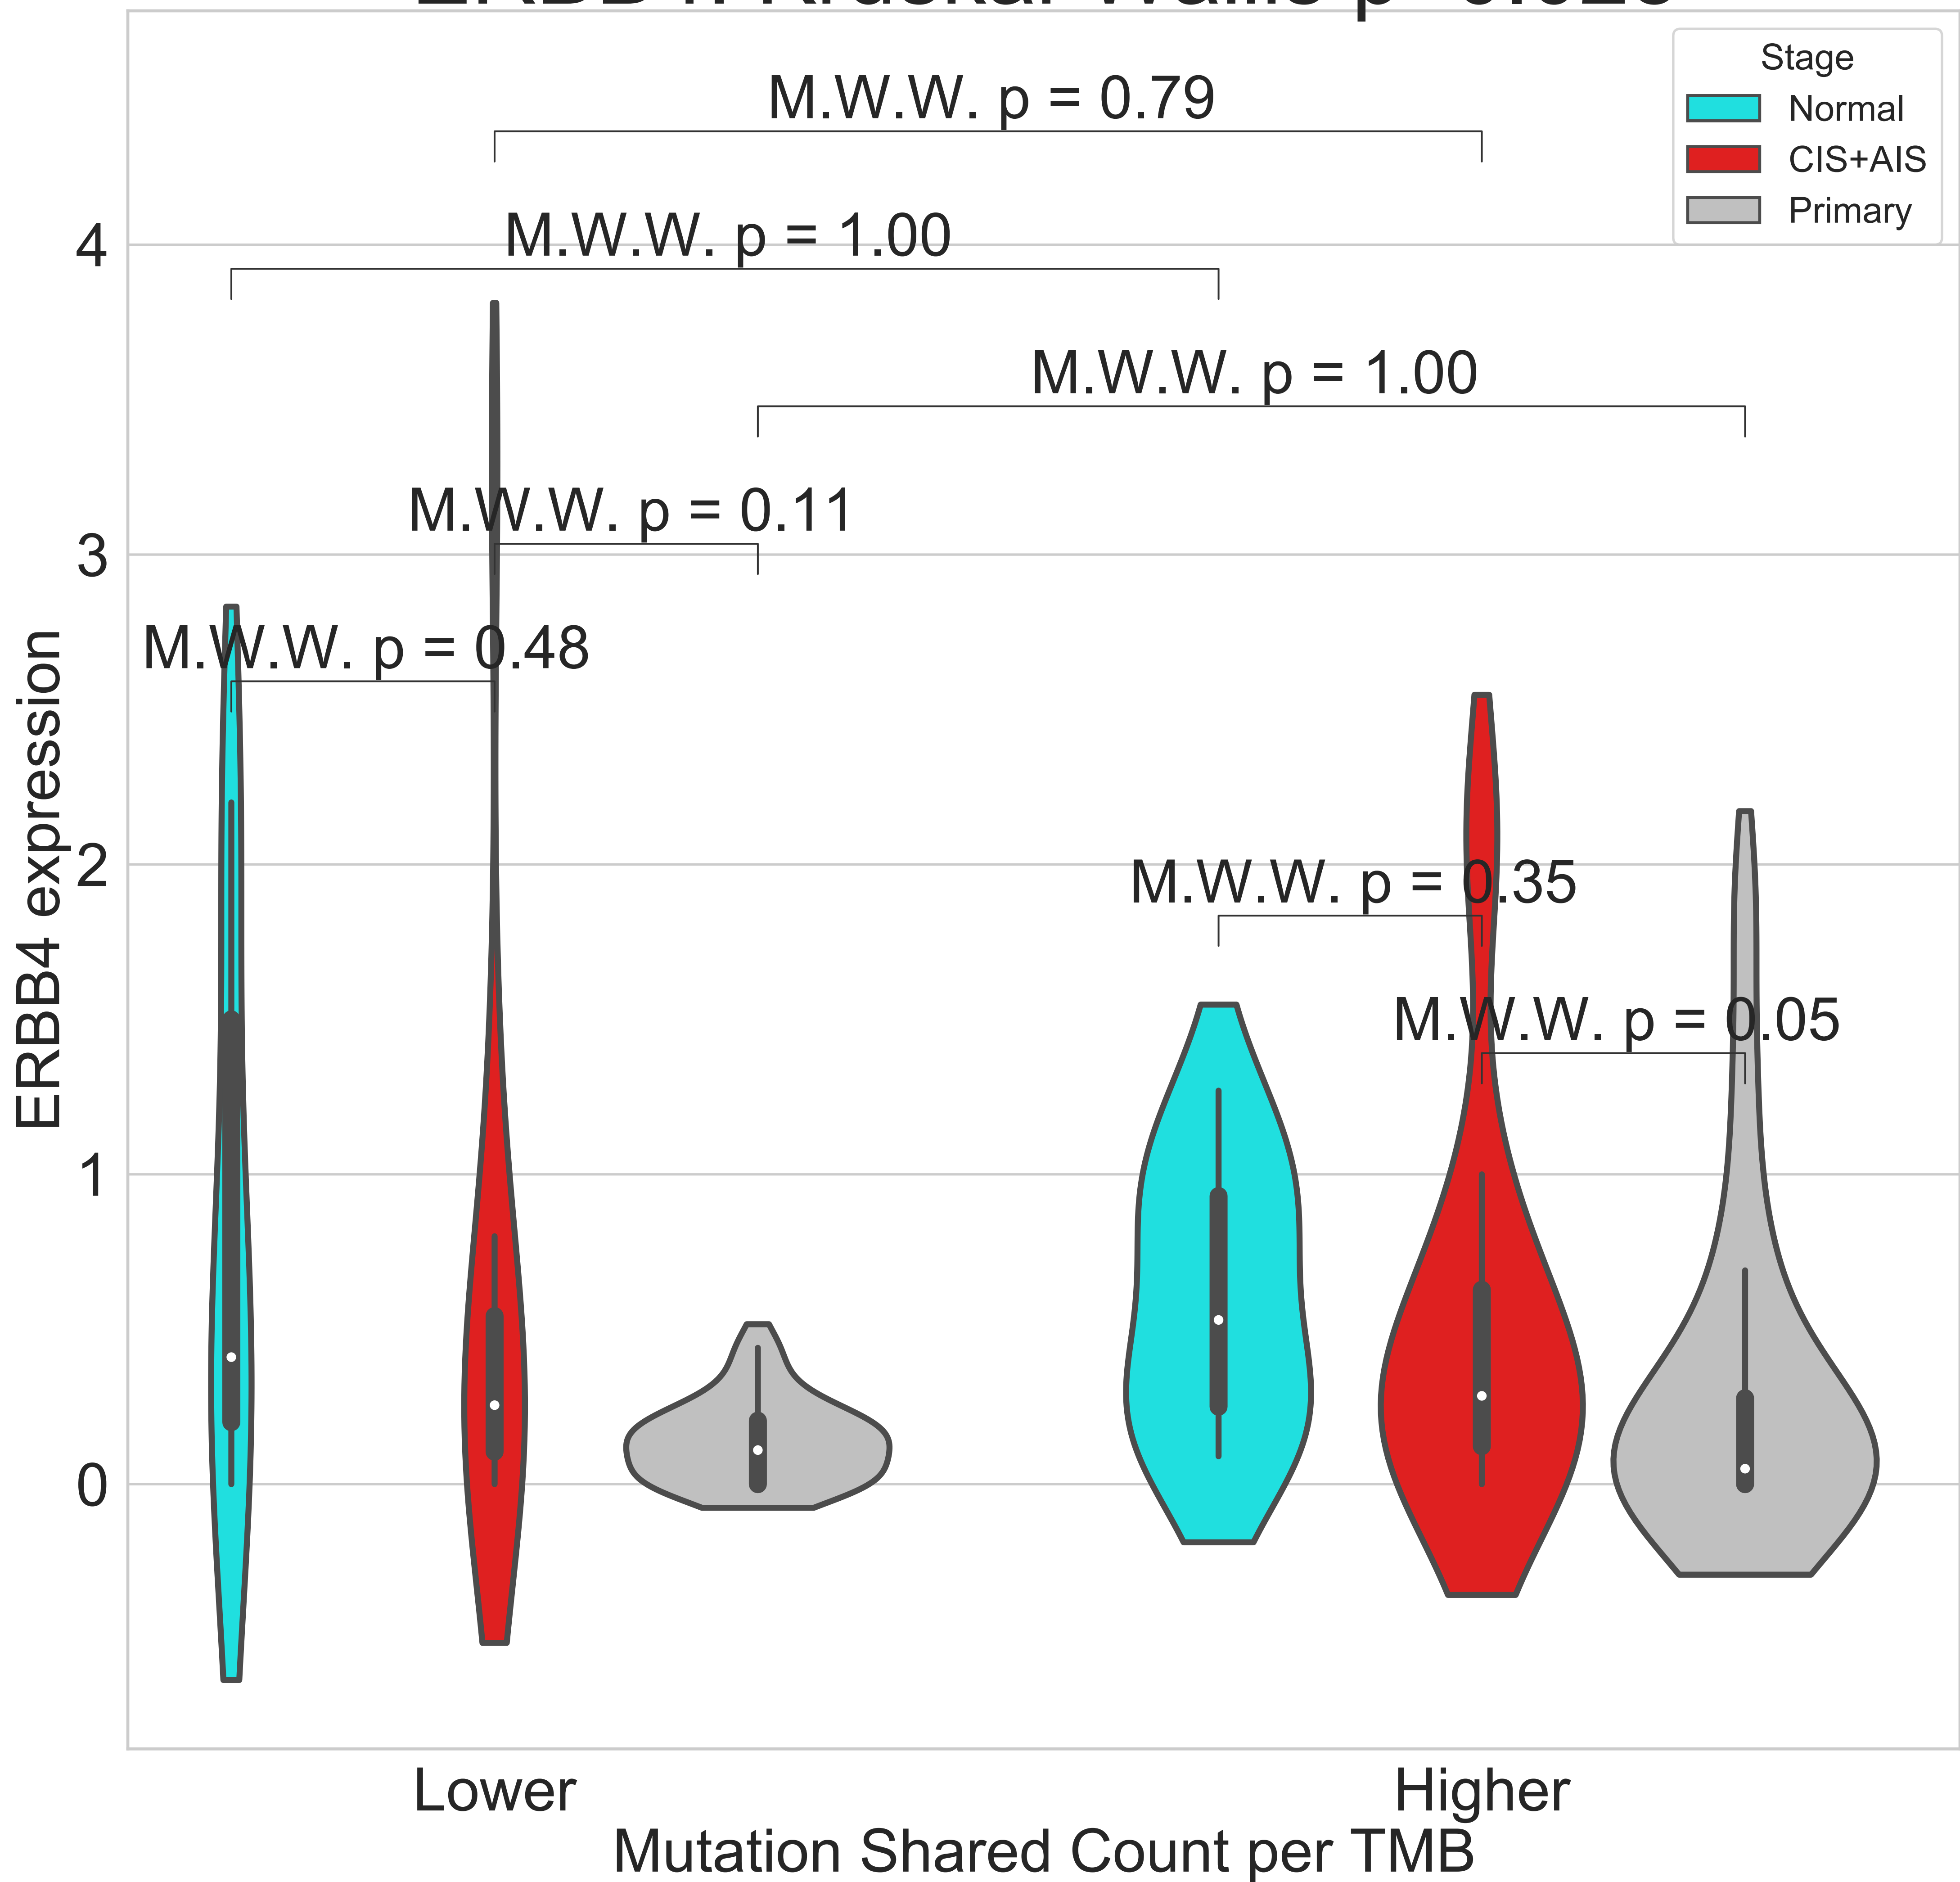 Stage
Normal
CIS+AIS
Primary
M.W.W. p = 0.79
M.W.W. p = 1.00
M.W.W. p = 1.00
M.W.W. p = 0.11
M.W.W. p = 0.48
M.W.W. p = 0.35
M.W.W. p = 0.05
4
3
2
1
0
ERBB4 expression
Lower
Higher
Mutation Shared Count per TMB